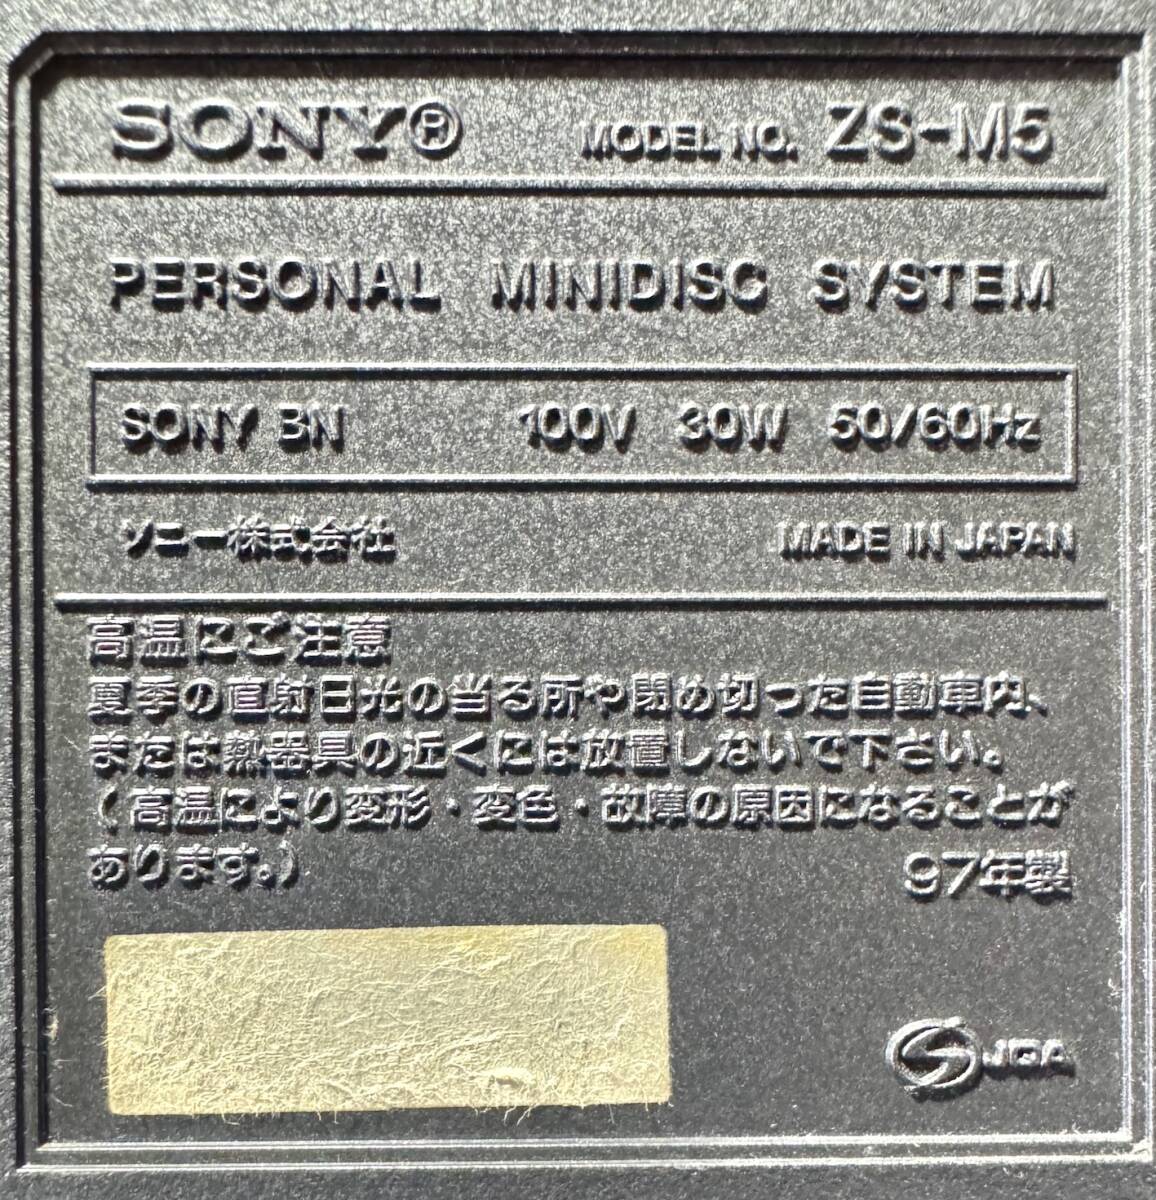 SONY® MODEL NO. ZS-M5
PERSONAL MINIDISC SYSTEM
SONY BN 100V 30W 50/60Hz
ソニー株式会社 MADE IN JAPAN
高温にご注意
夏季の直射日光の当る所や閉め切った自動車内、
または熱器具の近くには放置しないで下さい。
(高温により変形・変色・故障の原因になることが
あります。)
97年製
S JQA